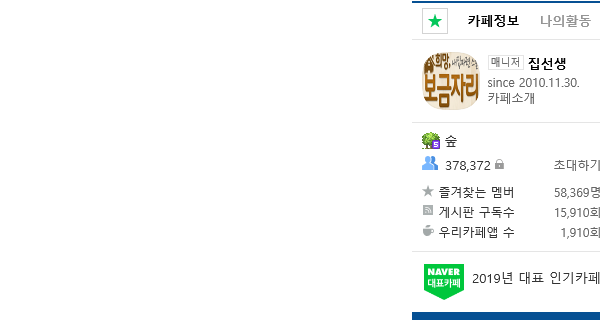 카페정보 나의활동
희망,
보금자리
매니저 집선생
since 2010.11.30.
카페소개
5 숲
378,372 초대하기
즐겨찾는 멤버 58,369명
게시판 구독수 15,910회
우리카페앱 수 1,910회
NAVER
대표카페
2019년 대표 인기카페